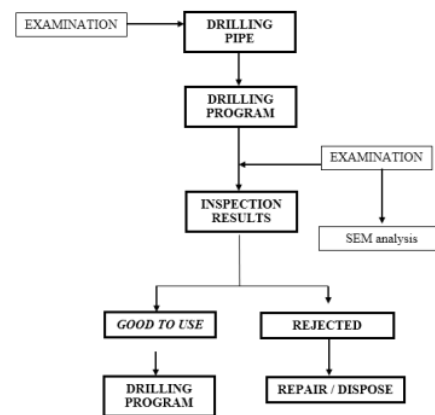 EXAMINATION
DRILLING
PIPE
DRILLING
PROGRAM
EXAMINATION
INSPECTION
RESULTS
SEM analysis
GOOD TO USE
REJECTED
DRILLING
PROGRAM
REPAIR / DISPOSE